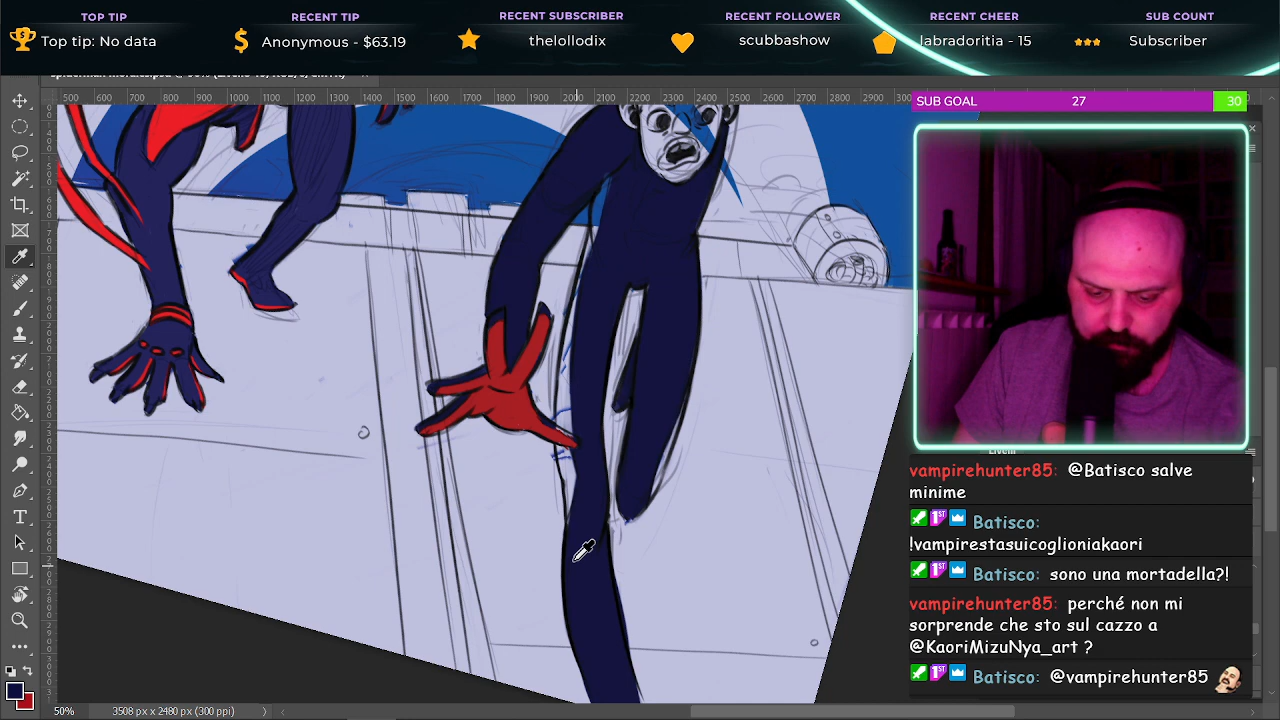 TOP TIP
Top tip: No data
RECENT TIP
Anonymous - $63.19
RECENT SUBSCRIBER
thelollodix
RECENT FOLLOWER
scubbashow
RECENT CHEER
labradoritia - 15
SUB COUNT
Subscriber
500 600 700 800 900 1000 1100 1200 1300 1400 1500 1600 1700 1800 1900 2000 2100 2200 2300 2400 2500 2600 2700 2800 2900
SUB GOAL 27 30
vampirehunter85: @Batisco salve
minime
1ST Batisco:
!vampirestasuicoglioniakaori
1ST Batisco: sono una mortadella?!
vampirehunter85: perché non mi
sorprende che sto sul cazzo a
@KaoriMizuNya_art ?
1ST Batisco: @vampirehunter85
50% 3508 px x 2480 px (300 ppi)